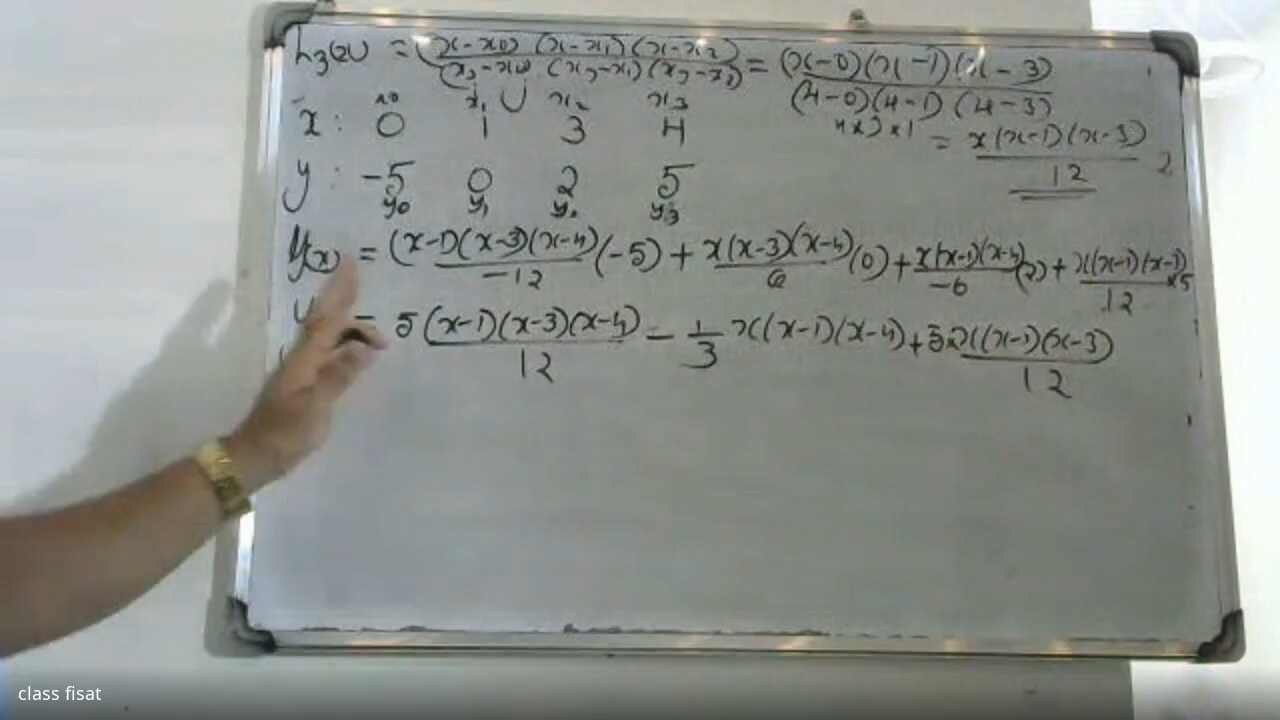 L₃(x) = (x-x₀)(x-x₁)(x-x₂)/(x₃-x₀)(x₃-x₁)(x₃-x₂) = (x-0)(x-1)(x-3)/(4-0)(4-1)(4-3)
4×3×1
= x(x-1)(x-3)/12
x₀ x₁ x₂ x₃
x: 0 1 3 4
y: -5 0 2 5
y₀ y₁ y₂ y₃
y(x) = (x-1)(x-3)(x-4)/-12 (-5) + x(x-3)(x-4)/6 (0) + x(x-1)(x-4)/-6 (2) + x(x-1)(x-3)/12 ×5
= 5(x-1)(x-3)(x-4)/12 - 1/3 x(x-1)(x-4) + 5x(x-1)(x-3)/12
class fisat